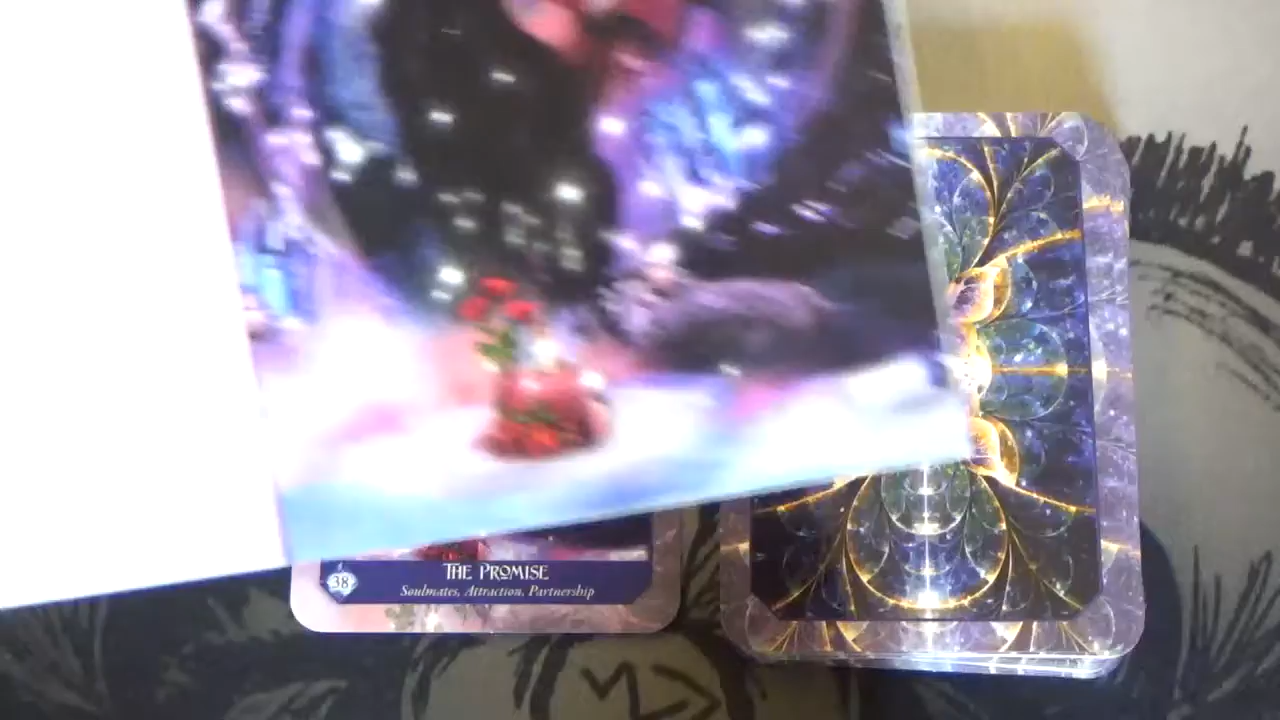 THE PROMISE
38
Soulmates, Attraction, Partnership